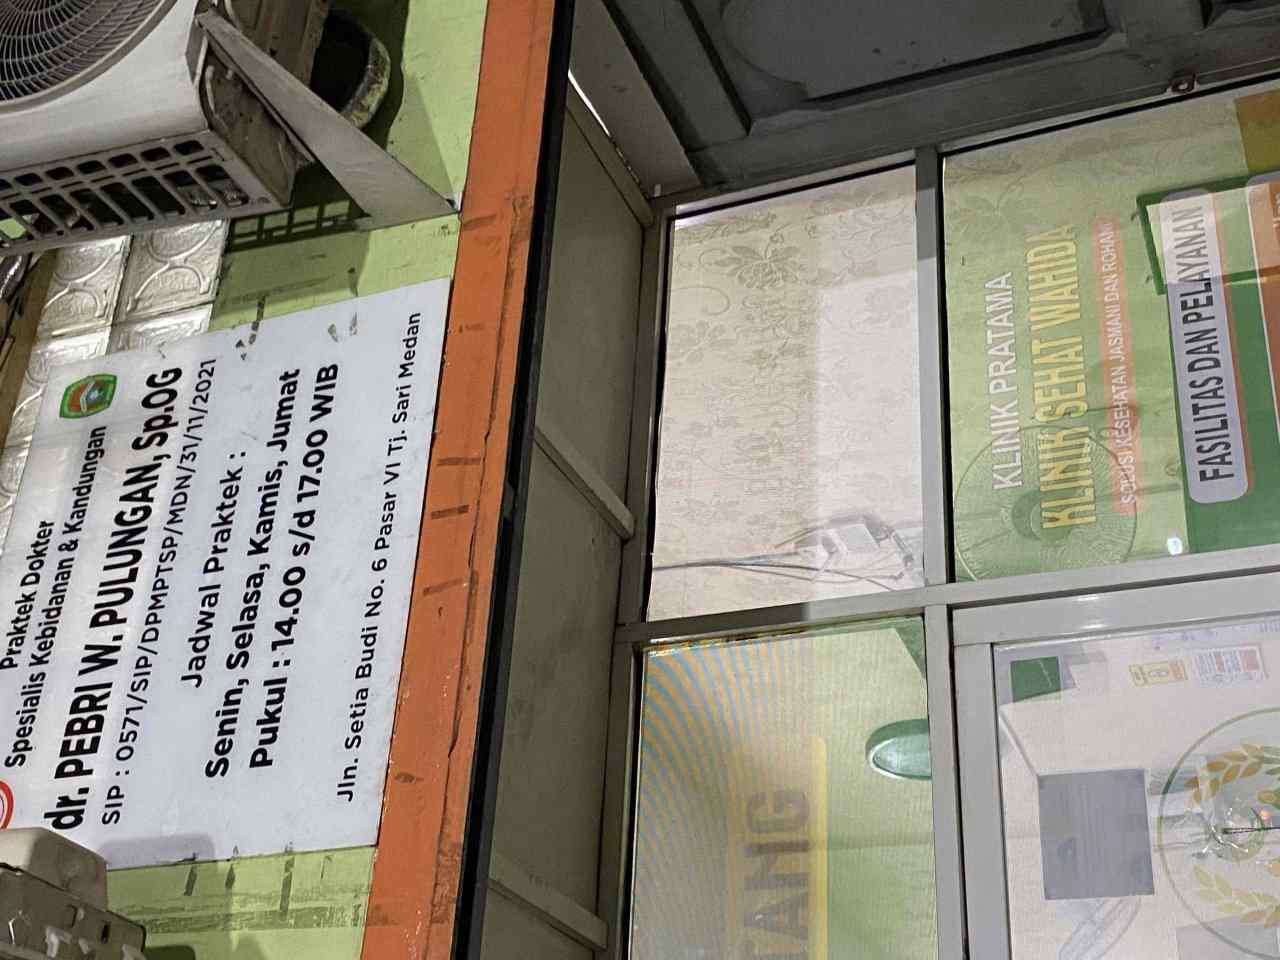 Praktek Dokter
Spesialis Kebidanan & Kandungan
dr. PEBRI W. PULUNGAN, Sp.OG
SIP : 0571/SIP/DPMPTSP/MDN/31/11/2021
Jadwal Praktek :
Senin, Selasa, Kamis, Jumat
Pukul : 14.00 s/d 17.00 WIB
Jln. Setia Budi No. 6 Pasar VI Tj. Sari Medan
KLINIK PRATAMA
KLINIK SEHAT WAHIDA
SOLUSI KESEHATAN JASMANI DAN ROHANI
FASILITAS DAN PELAYANAN
TANG